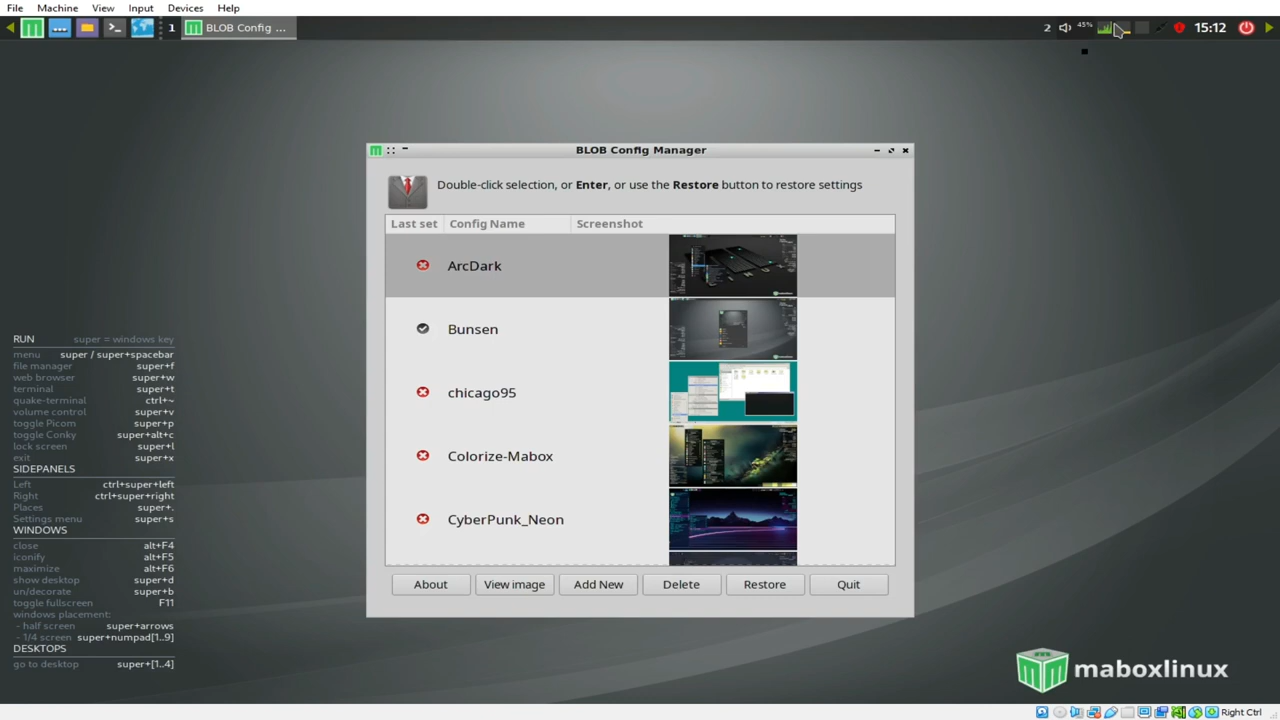 File Machine View Input Devices Help
1 BLOB Config ... 2 45% 15:12
BLOB Config Manager
Double-click selection, or Enter, or use the Restore button to restore settings
Last set Config Name Screenshot
ArcDark
Bunsen
chicago95
Colorize-Mabox
CyberPunk_Neon
About View image Add New Delete Restore Quit
RUN super = windows key
menu super / super+spacebar
file manager super+f
web browser super+w
terminal super+t
quake-terminal ctrl+~
volume control super+v
toggle Picom super+p
toggle Conky super+alt+c
lock screen super+l
exit super+x
SIDEPANELS
Left ctrl+super+left
Right ctrl+super+right
Places super+.
Settings menu super+s
WINDOWS
close alt+F4
iconify alt+F5
maximize alt+F6
show desktop super+d
un/decorate super+b
toggle fullscreen F11
windows placement:
- half screen super+arrows
- 1/4 screen super+numpad[1..9]
DESKTOPS
go to desktop super+[1..4]
maboxlinux
Right Ctrl